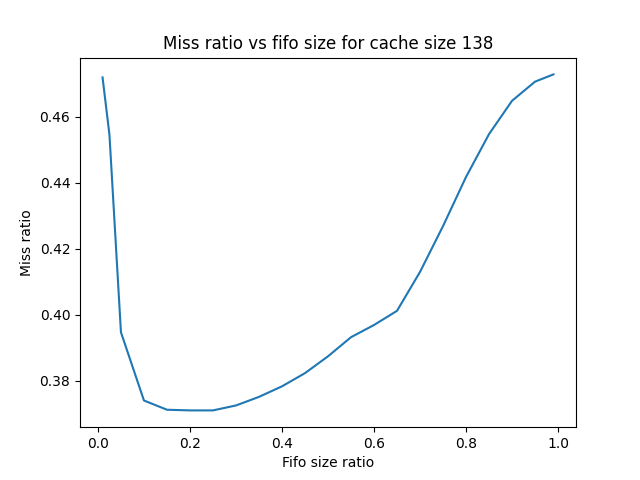 Miss ratio vs fifo size for cache size 138
0.46
0.44
0.42
0.40
0.38
Miss ratio
0.0 0.2 0.4 0.6 0.8 1.0
Fifo size ratio